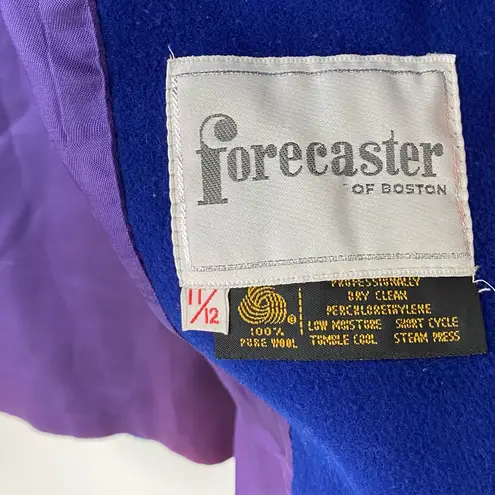 forecaster
OF BOSTON
11/12
®
100%
PURE WOOL
PROFESSIONALLY
DRY CLEAN
PERCHLORETHYLENE
LOW MOISTURE SHORT CYCLE
TUMBLE COOL STEAM PRESS